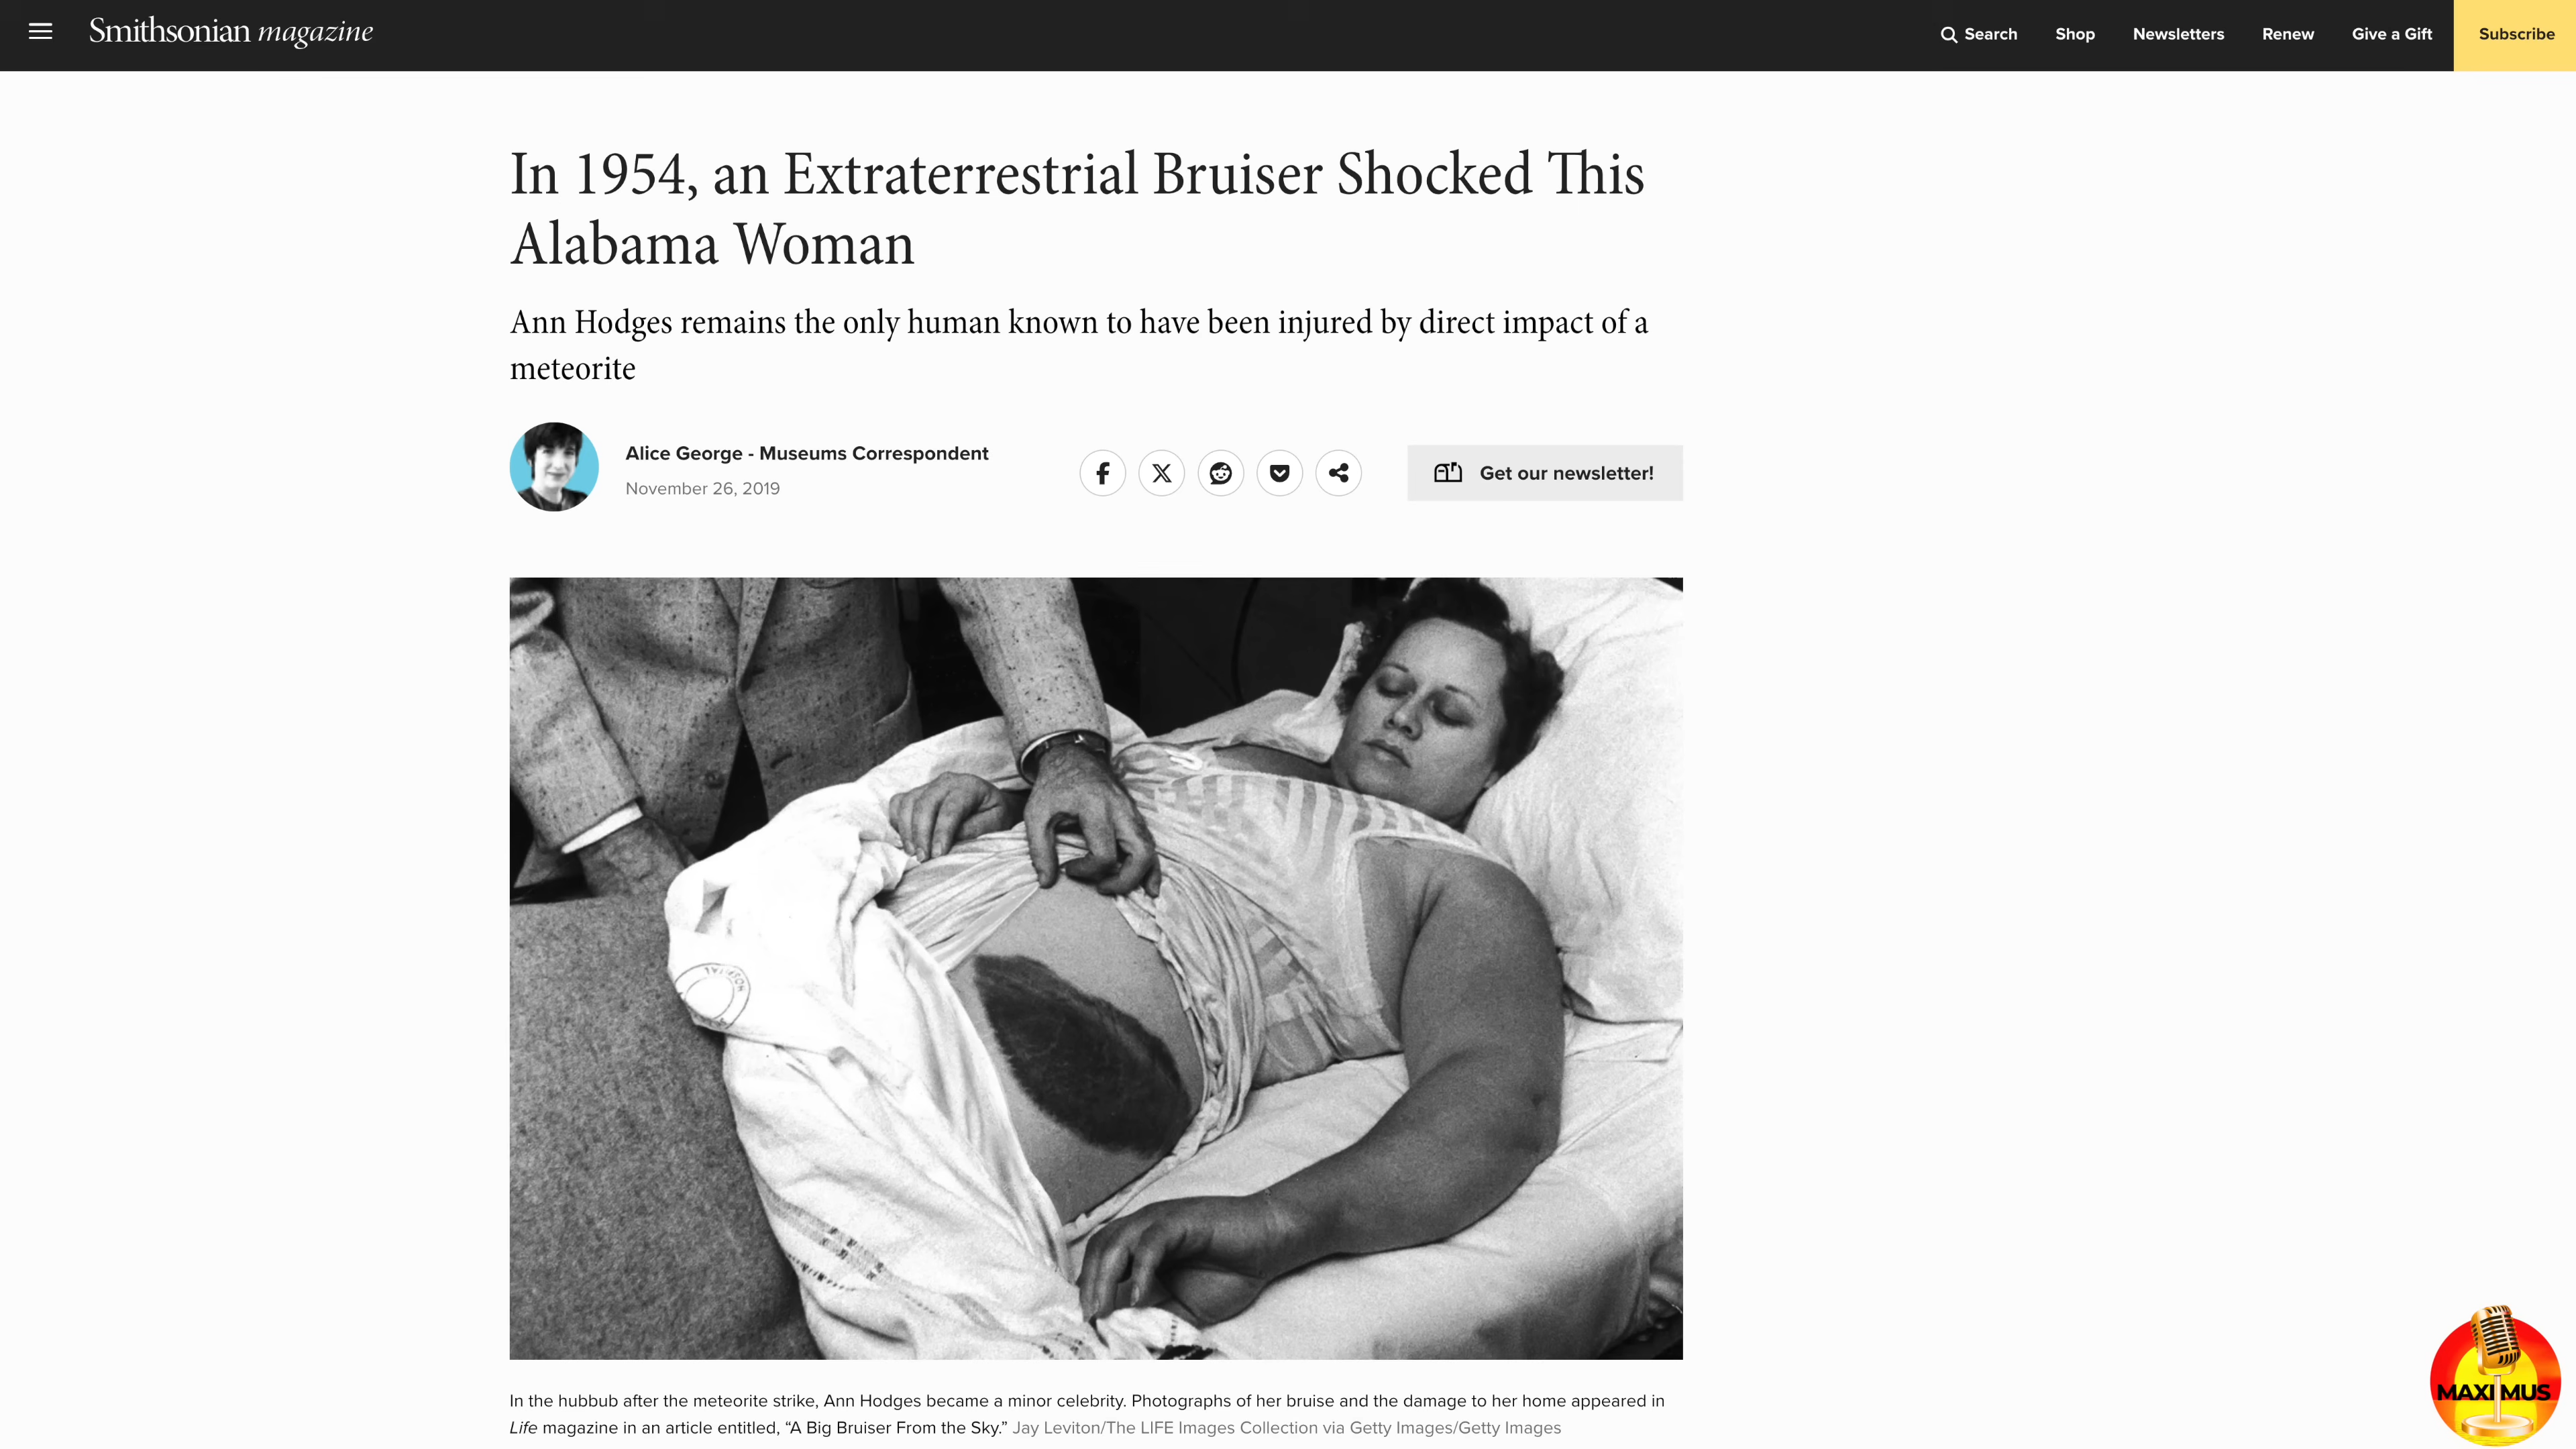 Smithsonian magazine
Search
Shop
Newsletters
Renew
Give a Gift
Subscribe
In 1954, an Extraterrestrial Bruiser Shocked This
Alabama Woman
Ann Hodges remains the only human known to have been injured by direct impact of a
meteorite
Alice George - Museums Correspondent
November 26, 2019
Get our newsletter!
HOSPITAL
In the hubbub after the meteorite strike, Ann Hodges became a minor celebrity. Photographs of her bruise and the damage to her home appeared in
Life magazine in an article entitled, “A Big Bruiser From the Sky.” Jay Leviton/The LIFE Images Collection via Getty Images/Getty Images
MAXIMUS